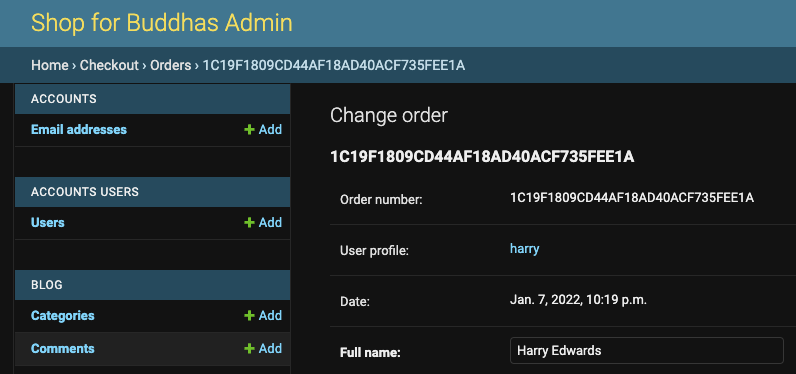 Shop for Buddhas Admin
Home › Checkout › Orders › 1C19F1809CD44AF18AD40ACF735FEE1A
ACCOUNTS
Email addresses + Add
ACCOUNTS USERS
Users + Add
BLOG
Categories + Add
Comments + Add
Change order
1C19F1809CD44AF18AD40ACF735FEE1A
Order number: 1C19F1809CD44AF18AD40ACF735FEE1A
User profile: harry
Date: Jan. 7, 2022, 10:19 p.m.
Full name: Harry Edwards